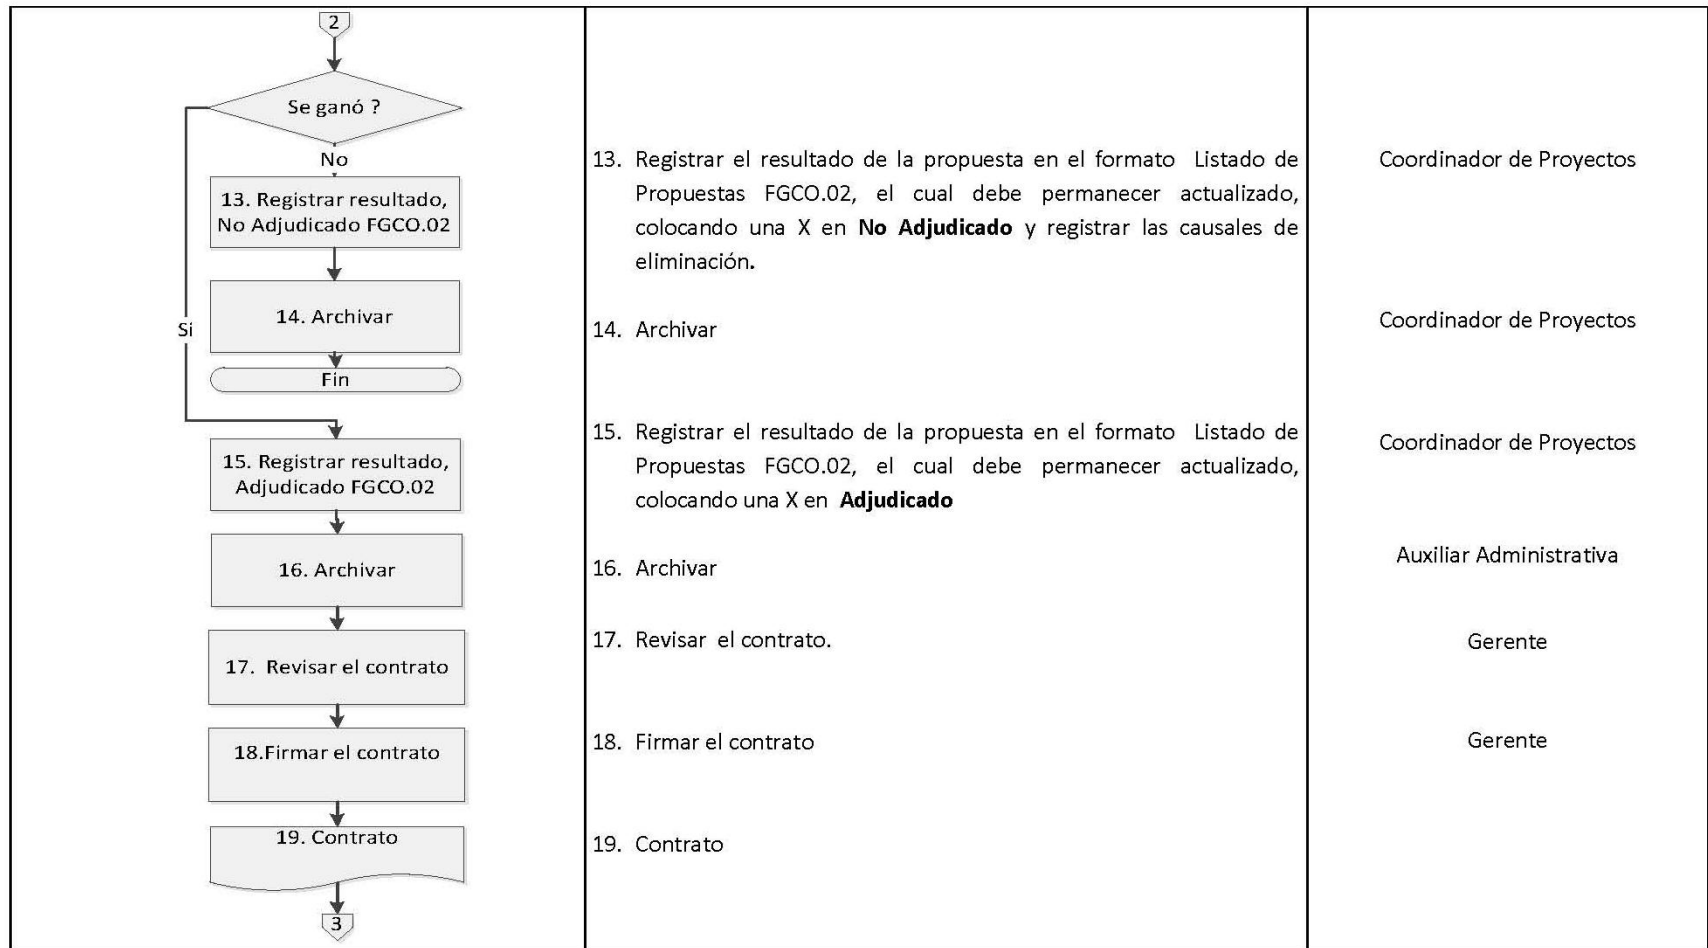 2
Se ganó ?
No
13. Registrar resultado,
No Adjudicado FGCO.02
14. Archivar
Si
Fin
15. Registrar resultado,
Adjudicado FGCO.02
16. Archivar
17. Revisar el contrato
18.Firmar el contrato
19. Contrato
3
13. Registrar el resultado de la propuesta en el formato Listado de
Propuestas FGCO.02, el cual debe permanecer actualizado,
colocando una X en No Adjudicado y registrar las causales de
eliminación.
14. Archivar
15. Registrar el resultado de la propuesta en el formato Listado de
Propuestas FGCO.02, el cual debe permanecer actualizado,
colocando una X en Adjudicado
16. Archivar
17. Revisar el contrato.
18. Firmar el contrato
19. Contrato
Coordinador de Proyectos
Coordinador de Proyectos
Coordinador de Proyectos
Auxiliar Administrativa
Gerente
Gerente